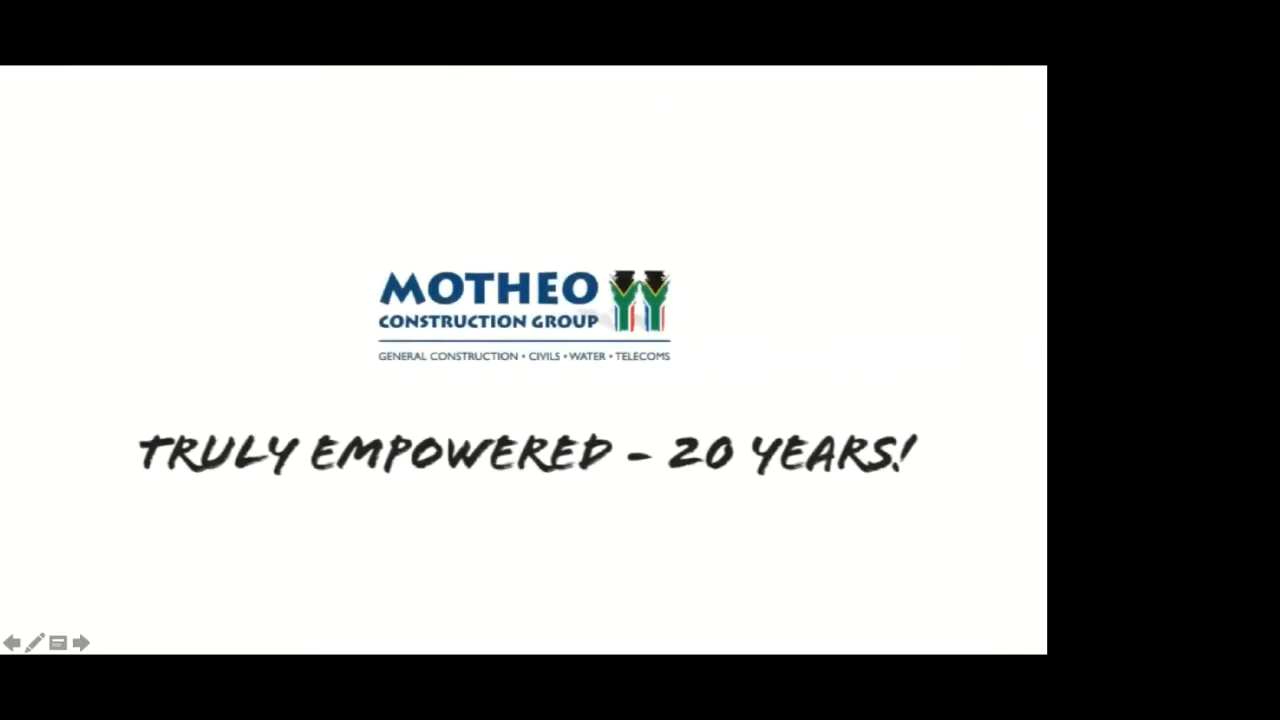 MOTHEO
CONSTRUCTION GROUP
GENERAL CONSTRUCTION • CIVILS • WATER • TELECOMS
TRULY EMPOWERED - 20 YEARS!